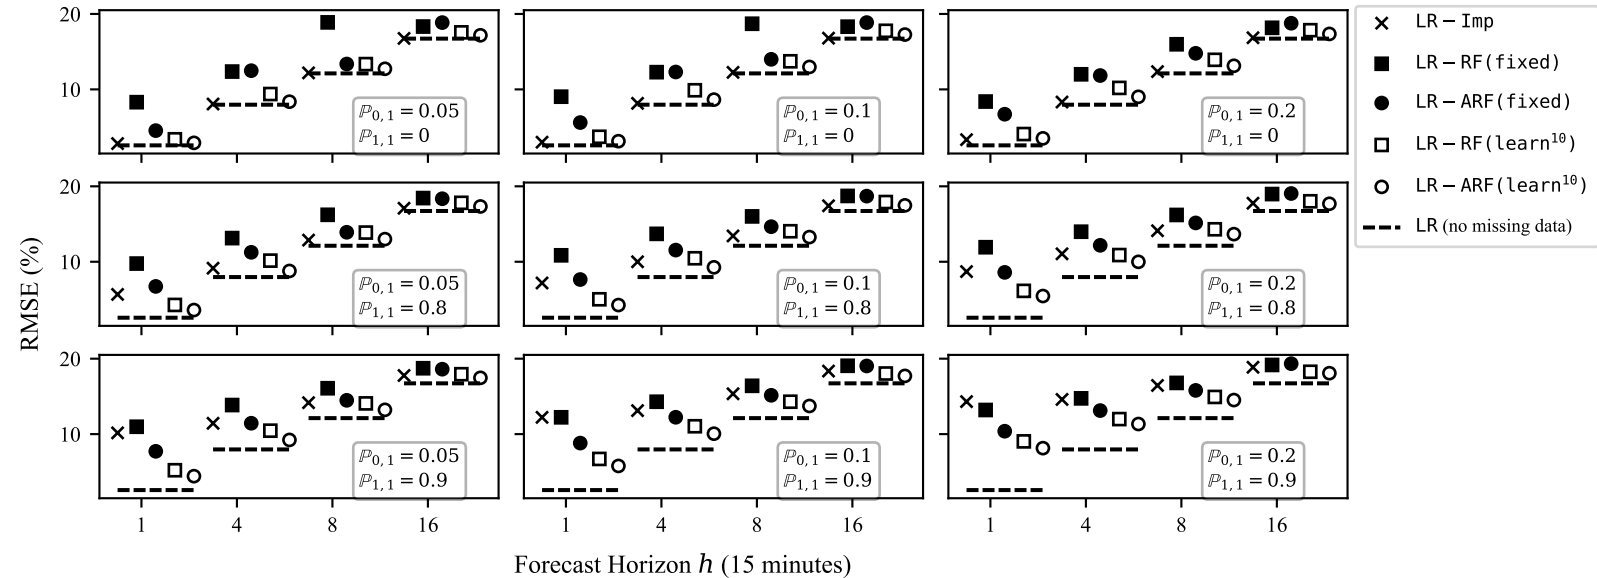 20
10
ℙ0, 1 = 0.05
ℙ1, 1 = 0
ℙ0, 1 = 0.1
ℙ1, 1 = 0
ℙ0, 1 = 0.2
ℙ1, 1 = 0
LR − Imp
LR − RF(fixed)
LR − ARF(fixed)
LR − RF(learn¹⁰)
LR − ARF(learn¹⁰)
LR (no missing data)
RMSE (%)
20
10
ℙ0, 1 = 0.05
ℙ1, 1 = 0.8
ℙ0, 1 = 0.1
ℙ1, 1 = 0.8
ℙ0, 1 = 0.2
ℙ1, 1 = 0.8
20
10
ℙ0, 1 = 0.05
ℙ1, 1 = 0.9
ℙ0, 1 = 0.1
ℙ1, 1 = 0.9
ℙ0, 1 = 0.2
ℙ1, 1 = 0.9
1 4 8 16 1 4 8 16 1 4 8 16
Forecast Horizon h (15 minutes)